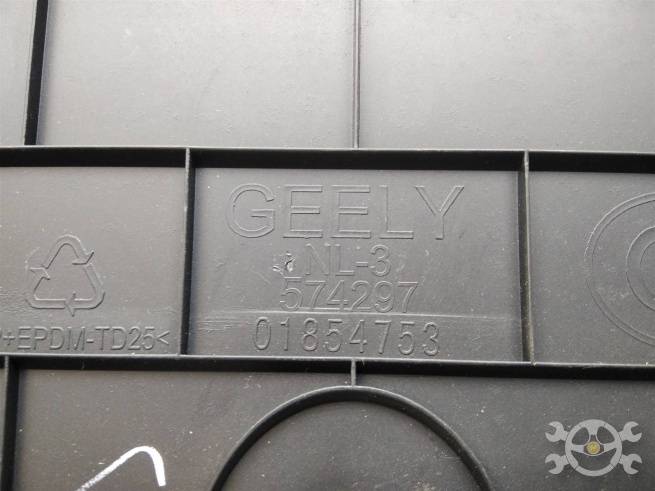 GEELY
NL-3
574297
01854753
+EPDM-TD25<